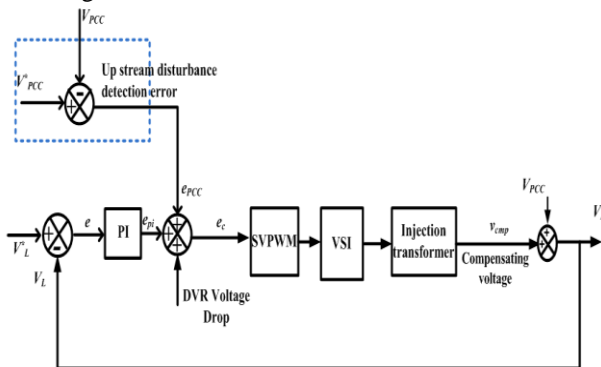 V_PCC
V*_PCC
Up stream disturbance
detection error
e_PCC
V_PCC
V*_L
e
PI
e_pi
e_c
SVPWM
VSI
Injection
transformer
v_cmp
Compensating
voltage
V_L
DVR Voltage
Drop